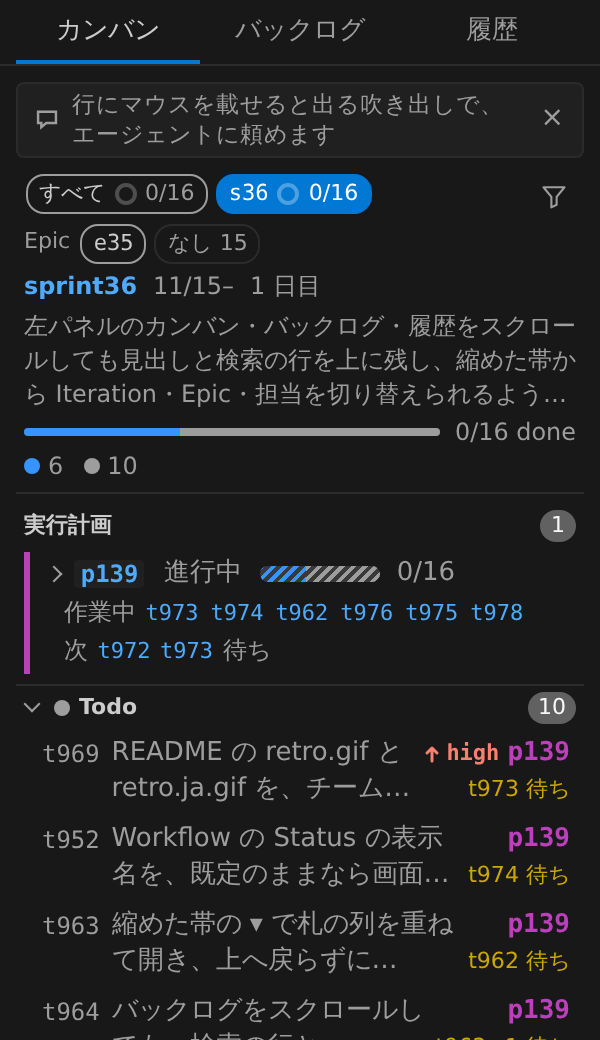 カンバン バックログ 履歴
行にマウスを載せると出る吹き出しで、
エージェントに頼めます
すべて 0/16 s36 0/16
Epic e35 なし 15
sprint36 11/15– 1 日目
左パネルのカンバン・バックログ・履歴をスクロー
ルしても見出しと検索の行を上に残し、縮めた帯か
ら Iteration・Epic・担当を切り替えられるよう…
0/16 done
6 10
実行計画 1
p139 進行中 0/16
作業中 t973 t974 t962 t976 t975 t978
次 t972 t973 待ち
Todo 10
t969 README の retro.gif と ↑ high p139
retro.ja.gif を、チーム… t973 待ち
t952 Workflow の Status の表示 p139
名を、既定のままなら画面… t974 待ち
t963 縮めた帯の ▾ で札の列を重ね p139
て開き、上へ戻らずに… t962 待ち
t964 バックログをスクロールし p139